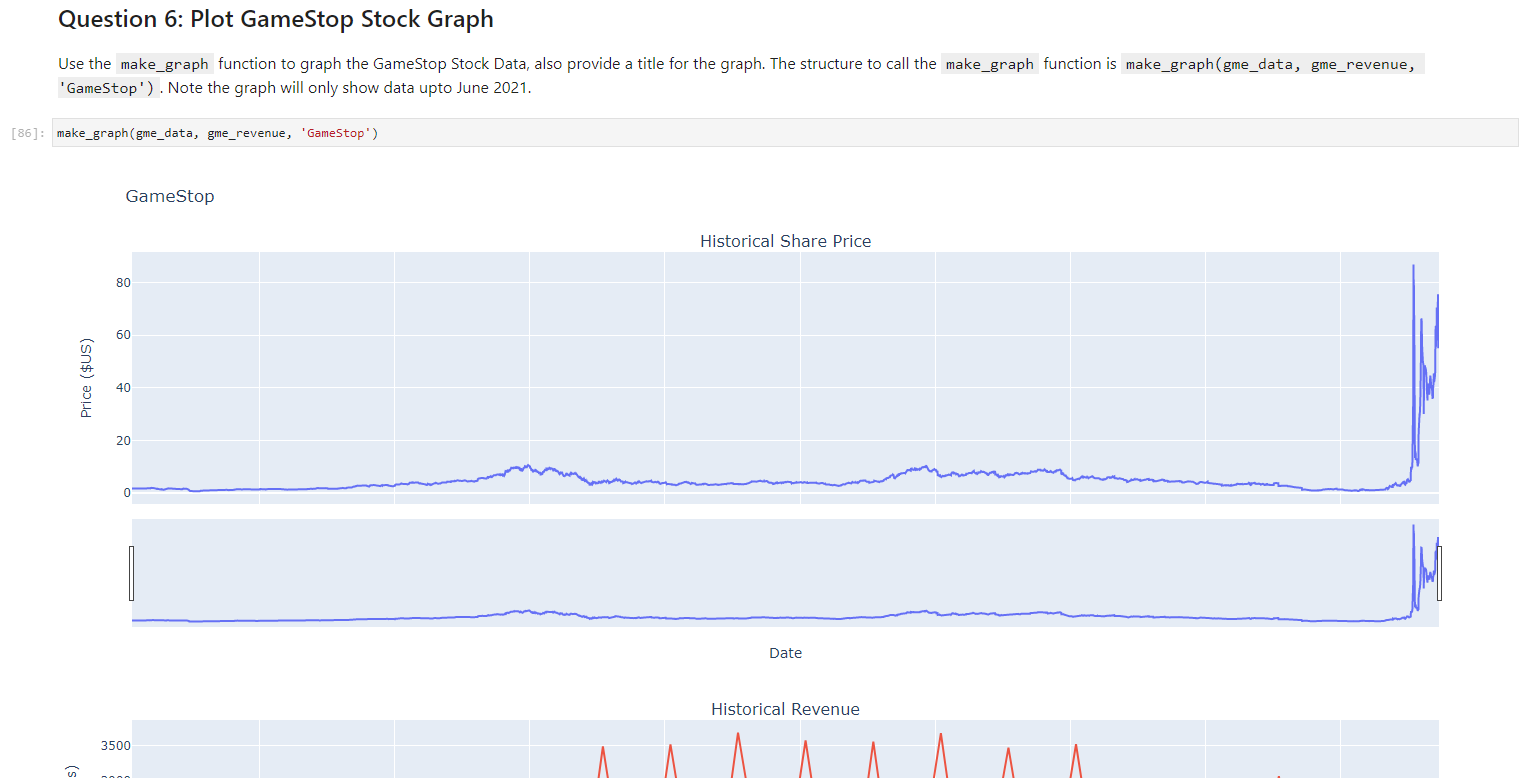 Question 6: Plot GameStop Stock Graph
Use the make_graph function to graph the GameStop Stock Data, also provide a title for the graph. The structure to call the make_graph function is make_graph(gme_data, gme_revenue,
'GameStop') . Note the graph will only show data upto June 2021.
[86]: make_graph(gme_data, gme_revenue, 'GameStop')
GameStop
Historical Share Price
80
60
40
20
0
Price ($US)
Date
Historical Revenue
3500